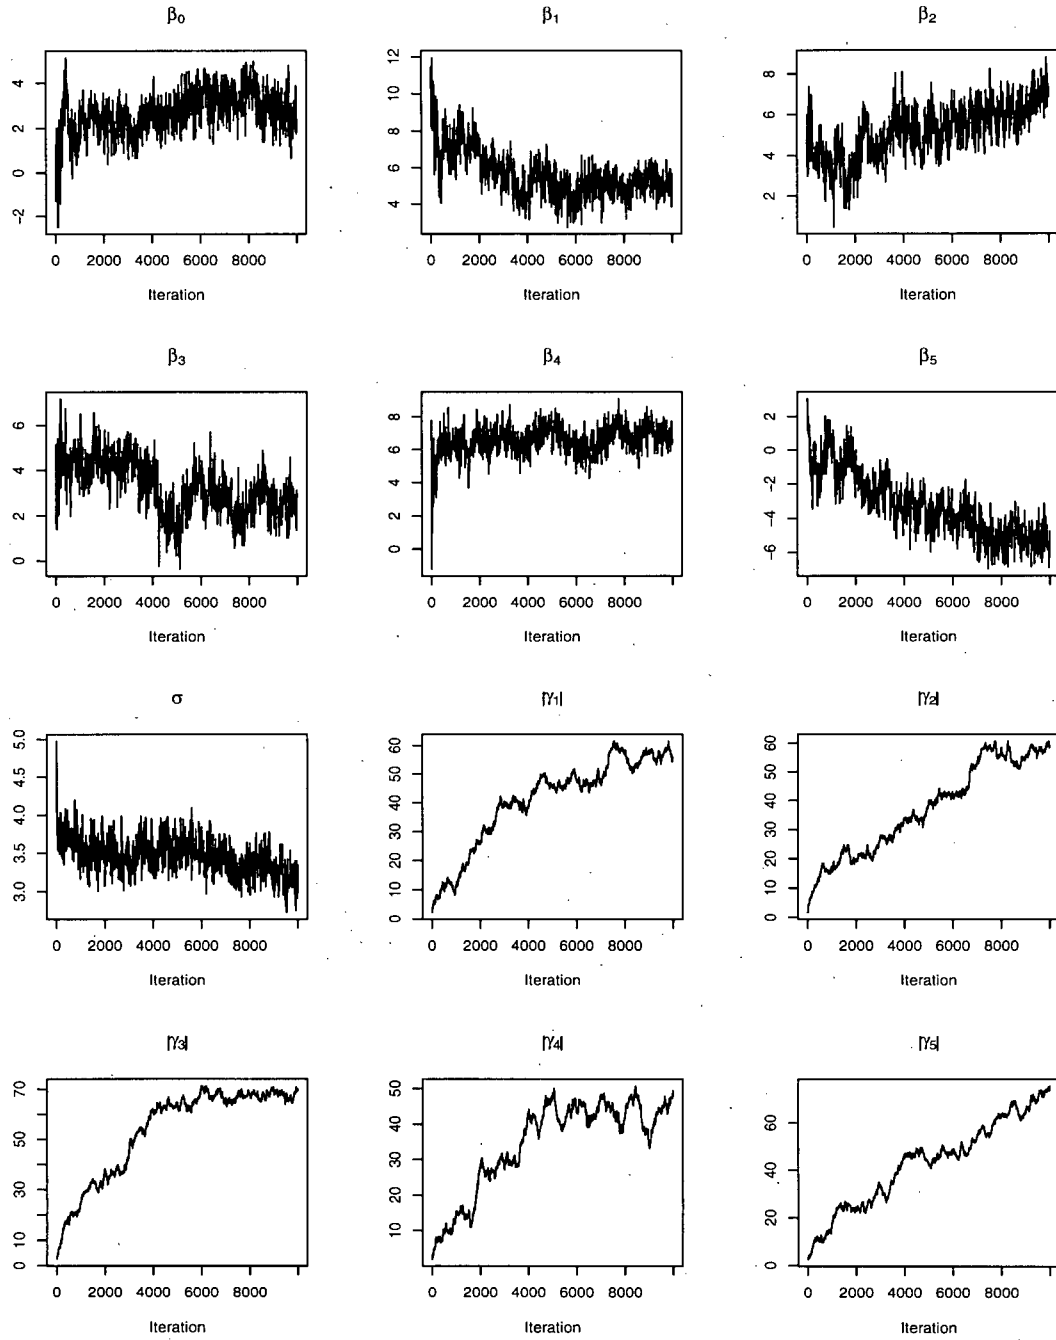 β0 β1 β2
4 2 0 −2
12 10 8 6 4
8 6 4 2
0 2000 4000 6000 8000 0 2000 4000 6000 8000 0 2000 4000 6000 8000
Iteration Iteration Iteration
β3 β4 β5
6 4 2 0
8 6 4 2 0
2 0 −2 −4 −6
0 2000 4000 6000 8000 0 2000 4000 6000 8000 0 2000 4000 6000 8000
Iteration Iteration Iteration
σ |γ1| |γ2|
5.0 4.5 4.0 3.5 3.0
60 50 40 30 20 10 0
60 50 40 30 20 10 0
0 2000 4000 6000 8000 0 2000 4000 6000 8000 0 2000 4000 6000 8000
Iteration Iteration Iteration
|γ3| |γ4| |γ5|
70 50 30 10 0
50 40 30 20 10
60 40 20 0
0 2000 4000 6000 8000 0 2000 4000 6000 8000 0 2000 4000 6000 8000
Iteration Iteration Iteration